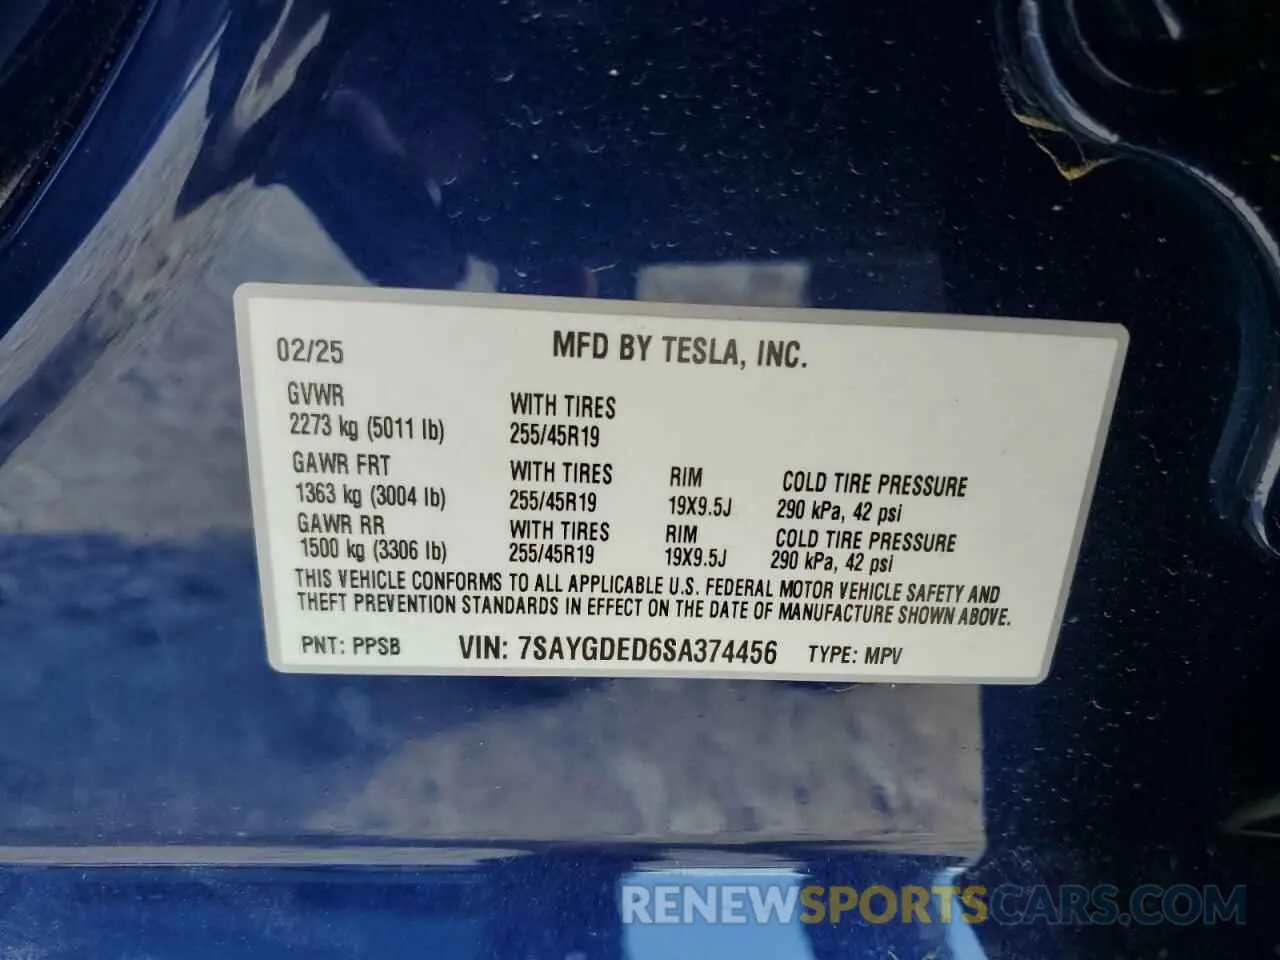 02/25 MFD BY TESLA, INC.
GVWR
2273 kg (5011 lb)
WITH TIRES
255/45R19
GAWR FRT WITH TIRES RIM COLD TIRE PRESSURE
1363 kg (3004 lb) 255/45R19 19X9.5J 290 kPa, 42 psi
GAWR RR WITH TIRES RIM COLD TIRE PRESSURE
1500 kg (3306 lb) 255/45R19 19X9.5J 290 kPa, 42 psi
THIS VEHICLE CONFORMS TO ALL APPLICABLE U.S. FEDERAL MOTOR VEHICLE SAFETY AND
THEFT PREVENTION STANDARDS IN EFFECT ON THE DATE OF MANUFACTURE SHOWN ABOVE.
PNT: PPSB VIN: 7SAYGDED6SA374456 TYPE: MPV
RENEWSPORTSCARS.COM